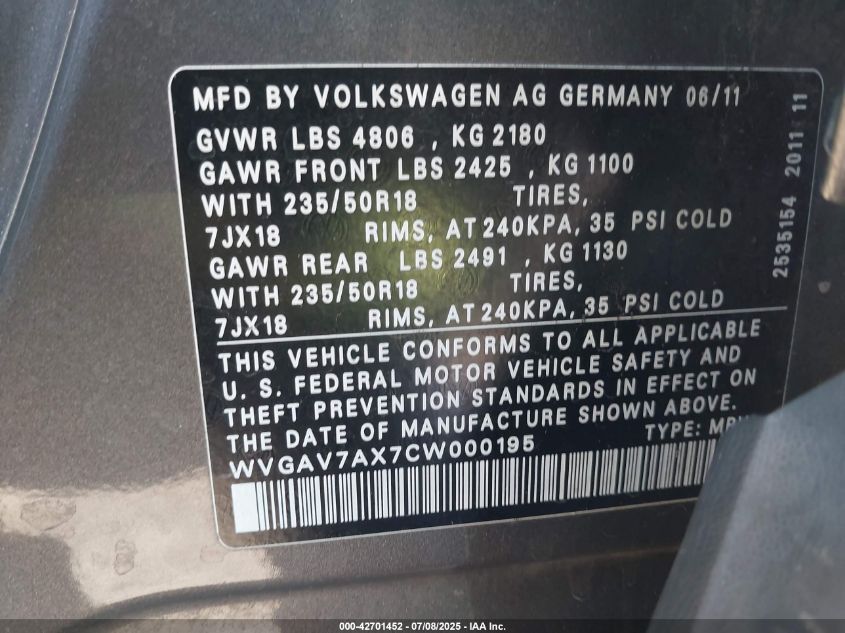 MFD BY VOLKSWAGEN AG GERMANY 06/11
GVWR LBS 4806 , KG 2180
GAWR FRONT LBS 2425 , KG 1100
WITH 235/50R18 TIRES,
7JX18 RIMS, AT 240KPA, 35 PSI COLD
GAWR REAR LBS 2491 , KG 1130
WITH 235/50R18 TIRES,
7JX18 RIMS, AT 240KPA, 35 PSI COLD
THIS VEHICLE CONFORMS TO ALL APPLICABLE
U. S. FEDERAL MOTOR VEHICLE SAFETY AND
THEFT PREVENTION STANDARDS IN EFFECT ON
THE DATE OF MANUFACTURE SHOWN ABOVE.
WVGAV7AX7CW000195 TYPE:
2535154 2011 11
000-42701452 - 07/08/2025 - IAA Inc.